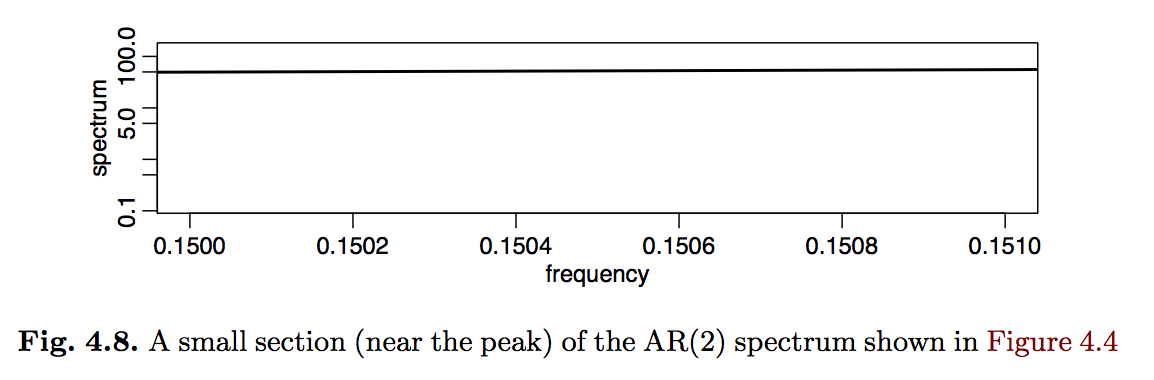 spectrum
100.0
5.0
0.1
0.1500 0.1502 0.1504 0.1506 0.1508 0.1510
frequency
Fig. 4.8. A small section (near the peak) of the AR(2) spectrum shown in Figure 4.4